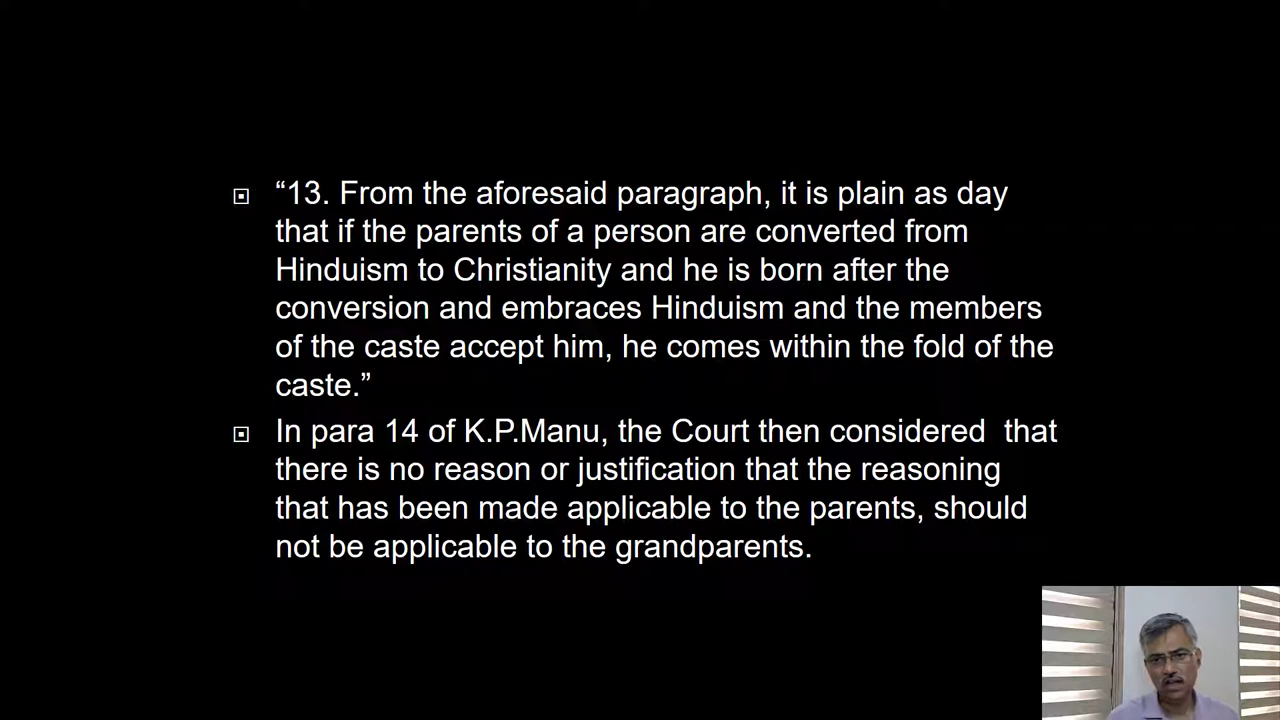 “13. From the aforesaid paragraph, it is plain as day
that if the parents of a person are converted from
Hinduism to Christianity and he is born after the
conversion and embraces Hinduism and the members
of the caste accept him, he comes within the fold of the
caste.”
In para 14 of K.P.Manu, the Court then considered  that
there is no reason or justification that the reasoning
that has been made applicable to the parents, should
not be applicable to the grandparents.